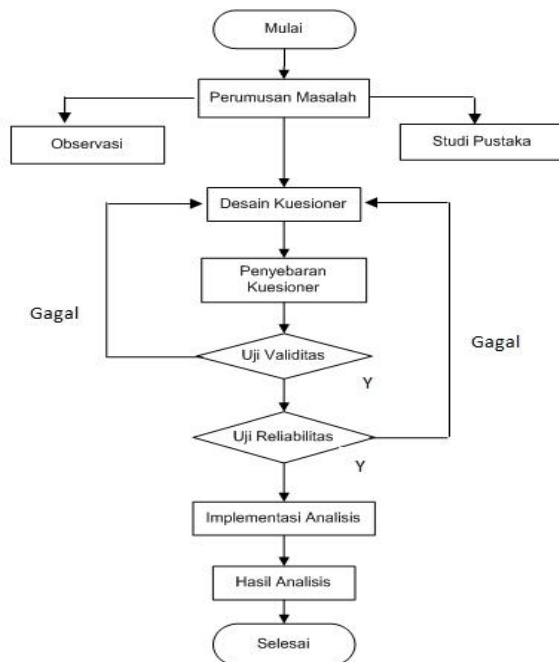 Mulai
Perumusan Masalah
Observasi
Studi Pustaka
Desain Kuesioner
Penyebaran
Kuesioner
Gagal
Gagal
Uji Validitas
Y
Uji Reliabilitas
Y
Implementasi Analisis
Hasil Analisis
Selesai